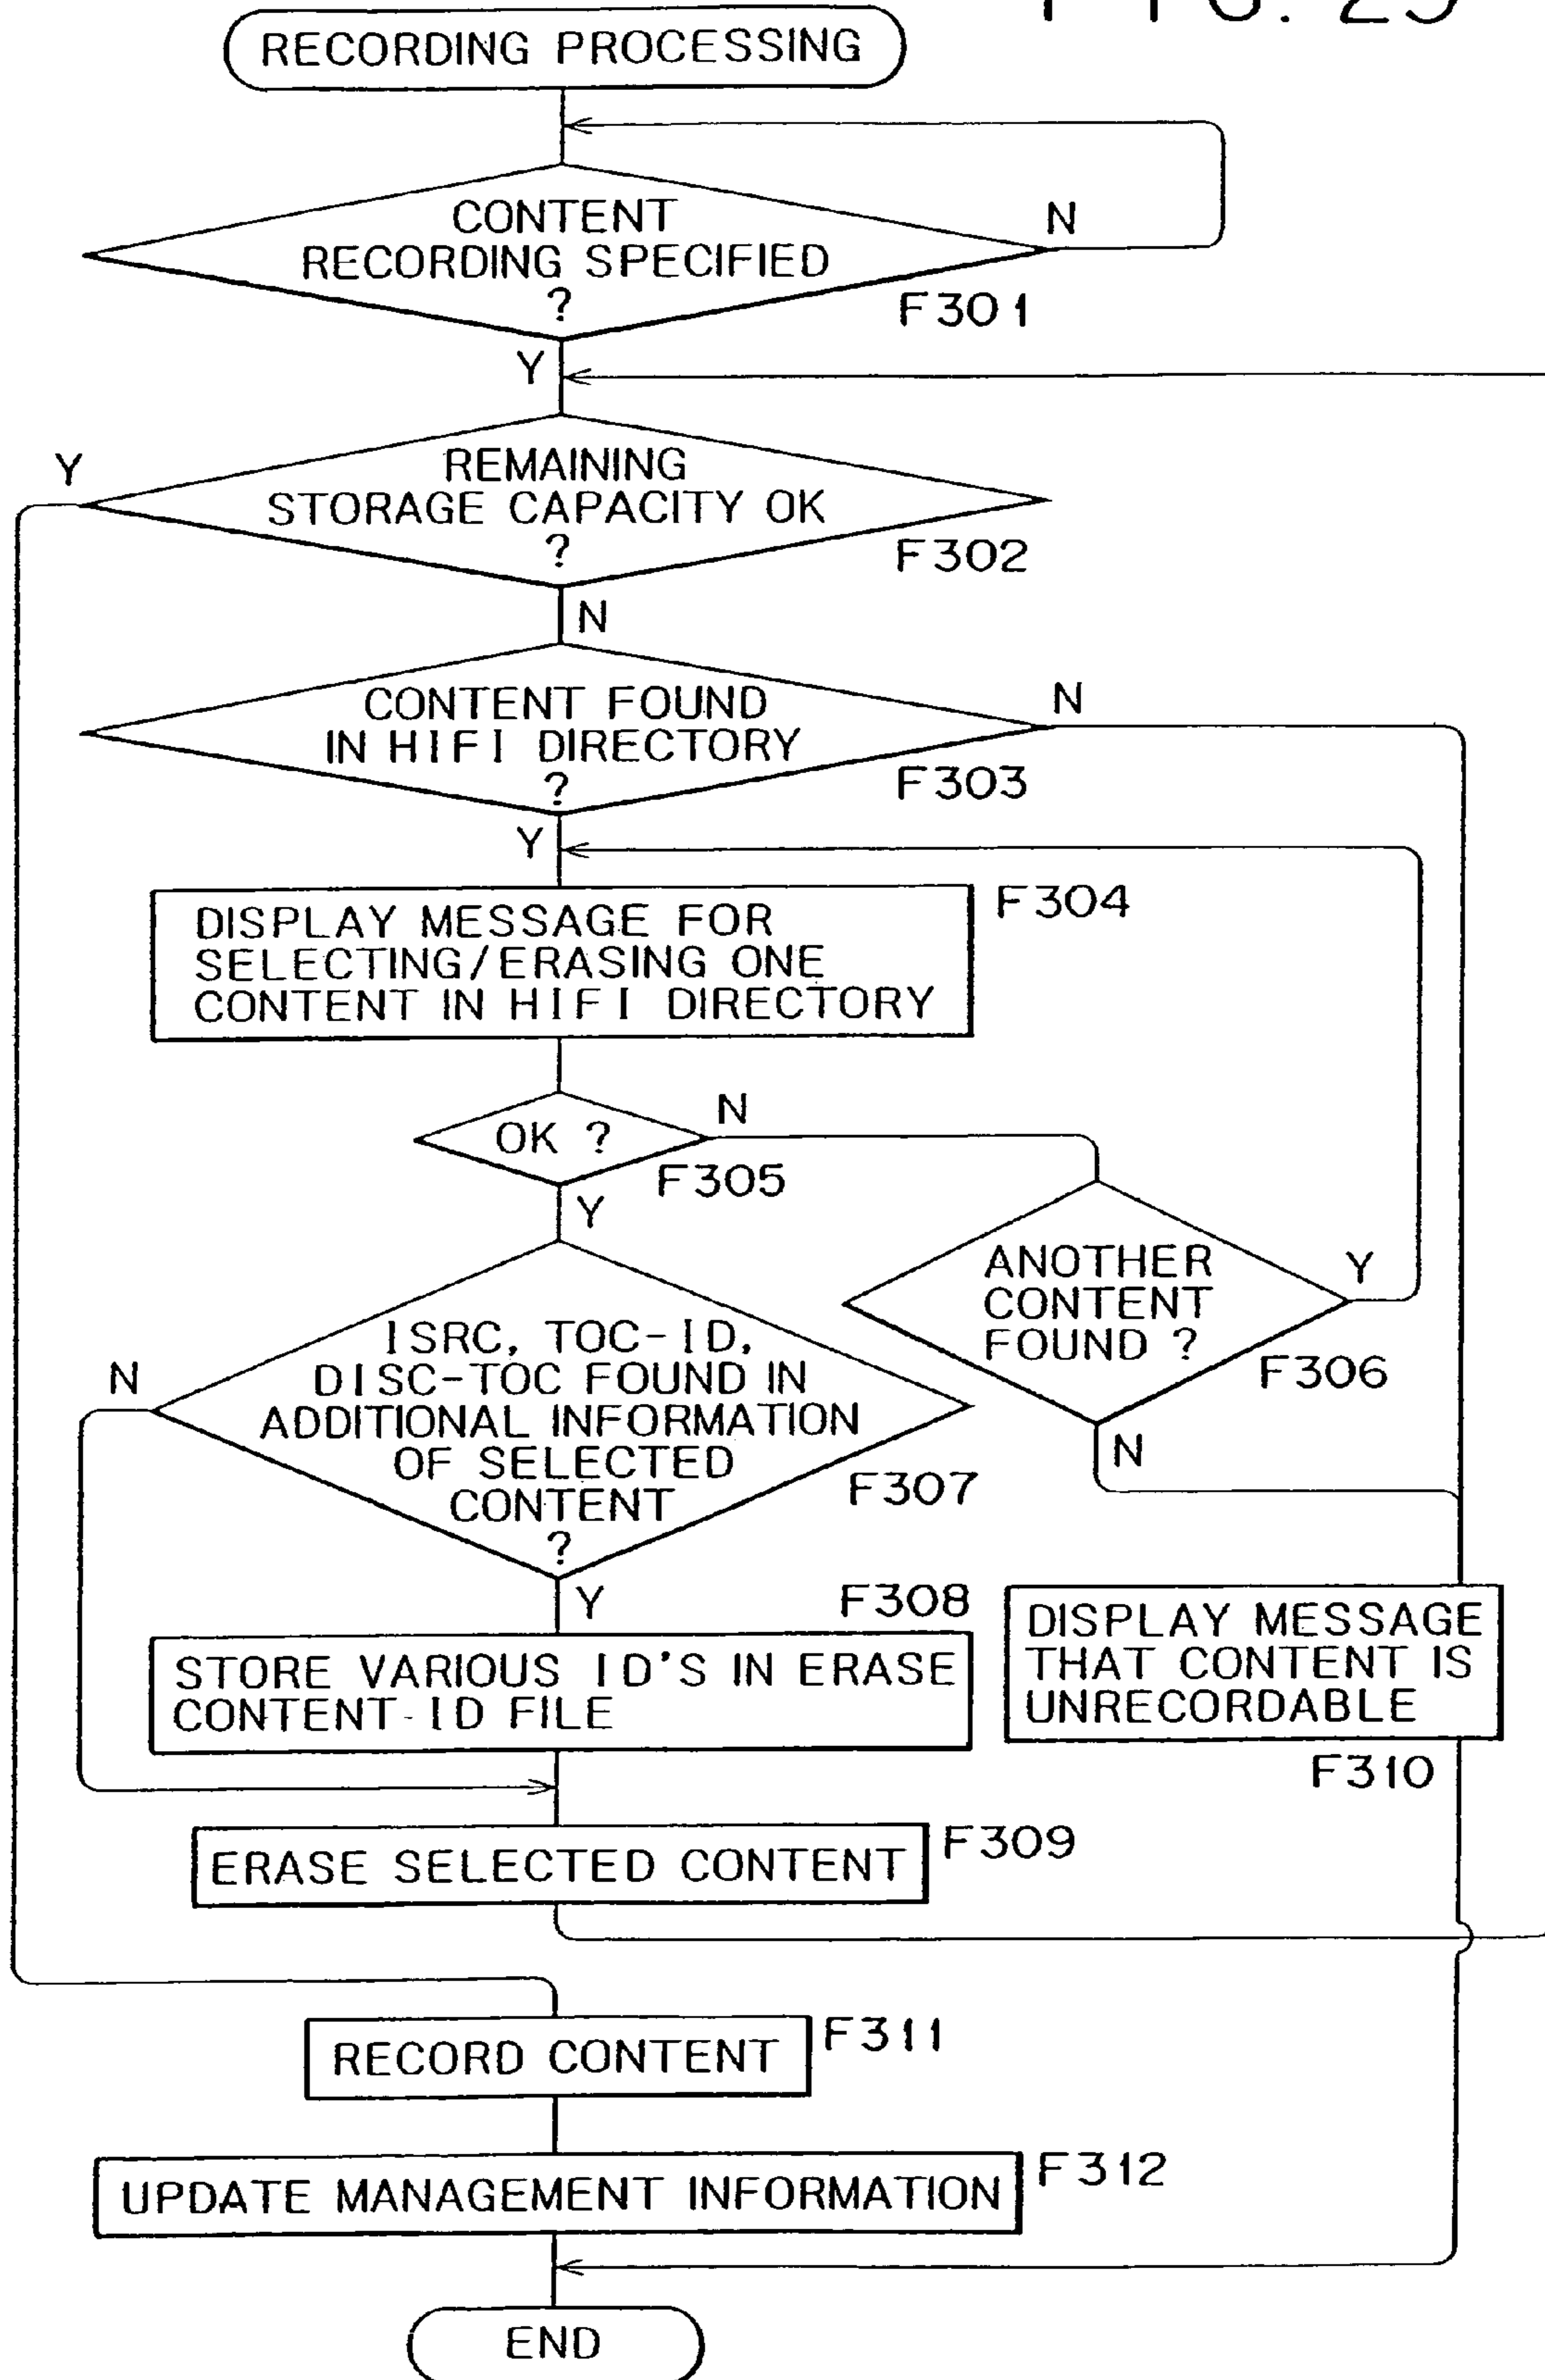 FIG. 25
RECORDING PROCESSING
CONTENT
RECORDING SPECIFIED
?
N
F301
Y
REMAINING
STORAGE CAPACITY OK
?
Y
F302
N
CONTENT FOUND
IN HIFI DIRECTORY
?
N
F303
Y
DISPLAY MESSAGE FOR
SELECTING/ERASING ONE
CONTENT IN HIFI DIRECTORY
F304
OK ?
N
F305
Y
ANOTHER
CONTENT
FOUND ?
Y
F306
N
ISRC, TOC-ID,
DISC-TOC FOUND IN
ADDITIONAL INFORMATION
OF SELECTED
CONTENT
?
N
F307
Y
F308
STORE VARIOUS ID'S IN ERASE
CONTENT-ID FILE
DISPLAY MESSAGE
THAT CONTENT IS
UNRECORDABLE
F310
ERASE SELECTED CONTENT
F309
RECORD CONTENT
F311
UPDATE MANAGEMENT INFORMATION
F312
END